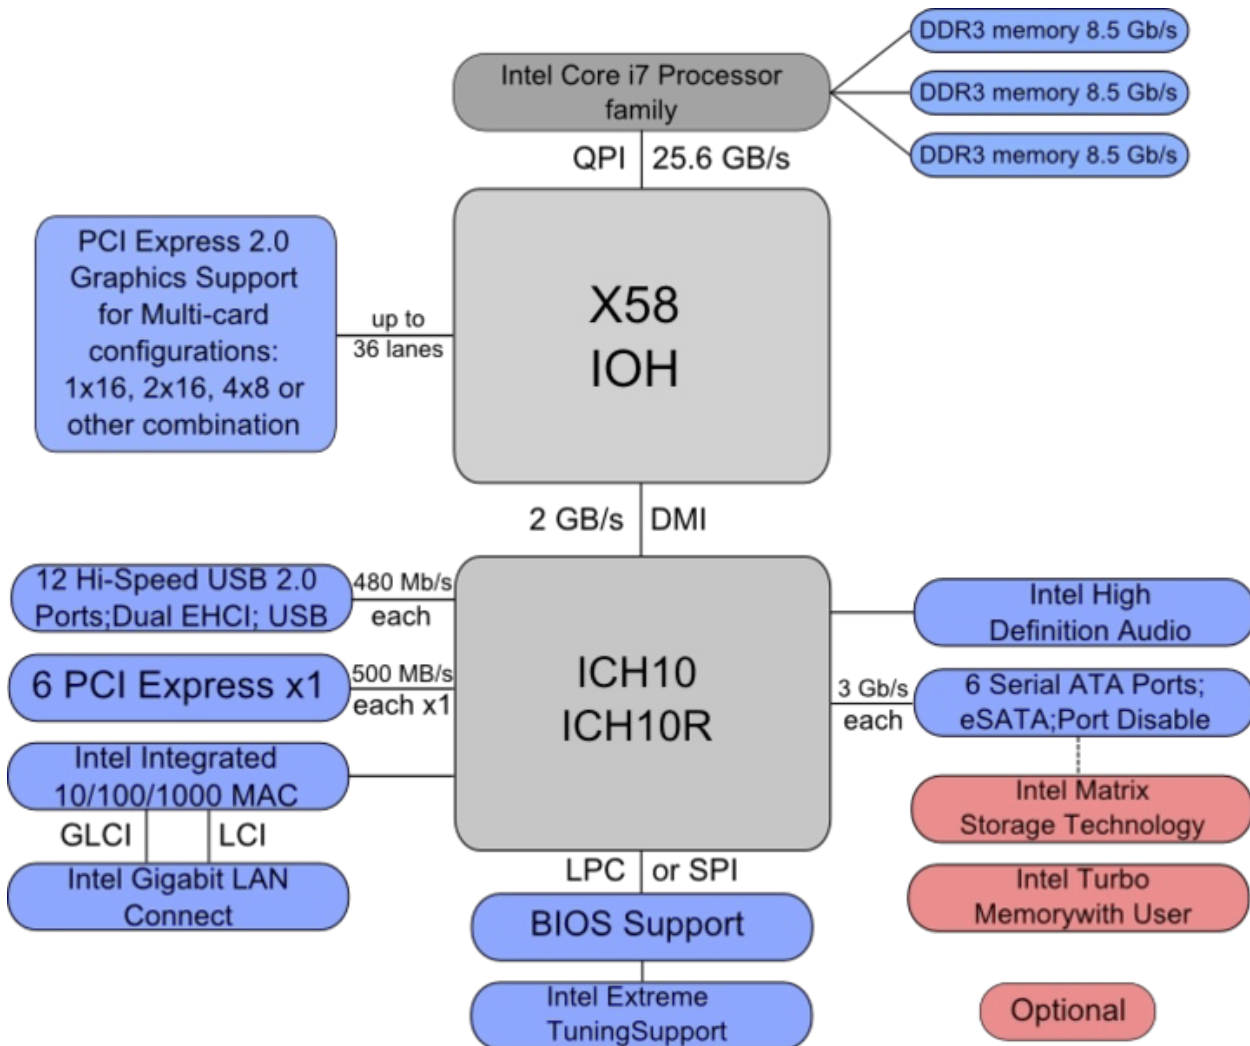 DDR3 memory 8.5 Gb/s
Intel Core i7 Processor
family
DDR3 memory 8.5 Gb/s
DDR3 memory 8.5 Gb/s
QPI 25.6 GB/s
PCI Express 2.0
Graphics Support
for Multi-card
configurations:
1x16, 2x16, 4x8 or
other combination
up to
36 lanes
X58
IOH
2 GB/s DMI
12 Hi-Speed USB 2.0
Ports;Dual EHCI; USB
480 Mb/s
each
6 PCI Express x1
500 MB/s
each x1
Intel Integrated
10/100/1000 MAC
GLCI LCI
Intel Gigabit LAN
Connect
ICH10
ICH10R
Intel High
Definition Audio
3 Gb/s
each
6 Serial ATA Ports;
eSATA;Port Disable
Intel Matrix
Storage Technology
Intel Turbo
Memorywith User
LPC or SPI
BIOS Support
Intel Extreme
TuningSupport
Optional